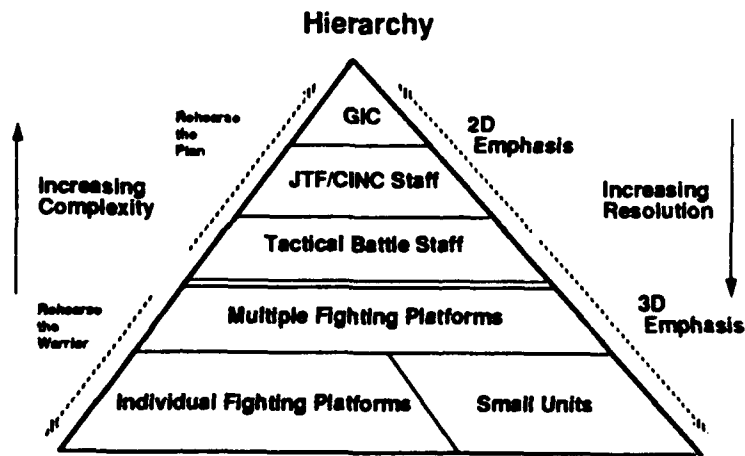 Hierarchy
Rehearse
the
Plan
GIC
2D
Emphasis
Increasing
Complexity
JTF/CINC Staff
Increasing
Resolution
Tactical Battle Staff
Rehearse
the
Warrier
Multiple Fighting Platforms
3D
Emphasis
Individual Fighting Platforms
Small Units